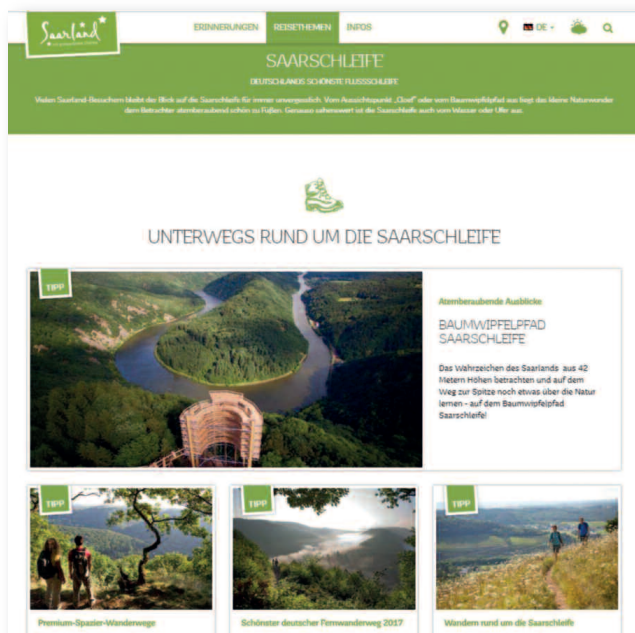 Saarland
ERINNERUNGEN
REISETHEMEN
INFOS
DE
SAARSCHLEIFE
DEUTSCHLANDS SCHÖNSTE FLUSSSCHLEIFE
Vielen Saarland-Besuchern bleibt der Blick auf die Saarschleife für immer unvergesslich. Vom Aussichtspunkt „Cloef" oder vom Baumwipfelpfad aus liegt das kleine Naturwunder
dem Betrachter atemberaubend schön zu Füßen. Genauso sehenswert ist die Saarschleife auch vom Wasser oder Ufer aus.
UNTERWEGS RUND UM DIE SAARSCHLEIFE
TIPP
Atemberaubende Ausblicke
BAUMWIPFELPFAD
SAARSCHLEIFE
Das Wahrzeichen des Saarlands aus 42
Metern Höhen betrachten und auf dem
Weg zur Spitze noch etwas über die Natur
lernen - auf dem Baumwipfelpfad
Saarschleife!
TIPP
Premium-Spazier-Wanderwege
TIPP
Schönster deutscher Fernwanderweg 2017
TIPP
Wandern rund um die Saarschleife